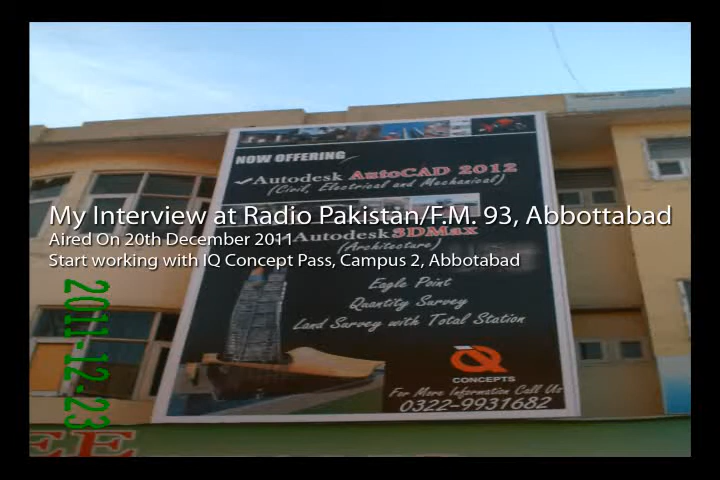 NOW OFFERING
Autodesk AutoCAD 2012
(Civil, Electrical and Mechanical)
My Interview at Radio Pakistan/F.M. 93, Abbottabad
Aired On 20th December 2011
Autodesk 3DMax
(Architecture)
Start working with IQ Concept Pass, Campus 2, Abbotabad
Eagle Point
Quantity Survey
Land Survey with Total Station
IQ
CONCEPTS
For More Information Call Us
0322-9931682
2011-12-23
EE